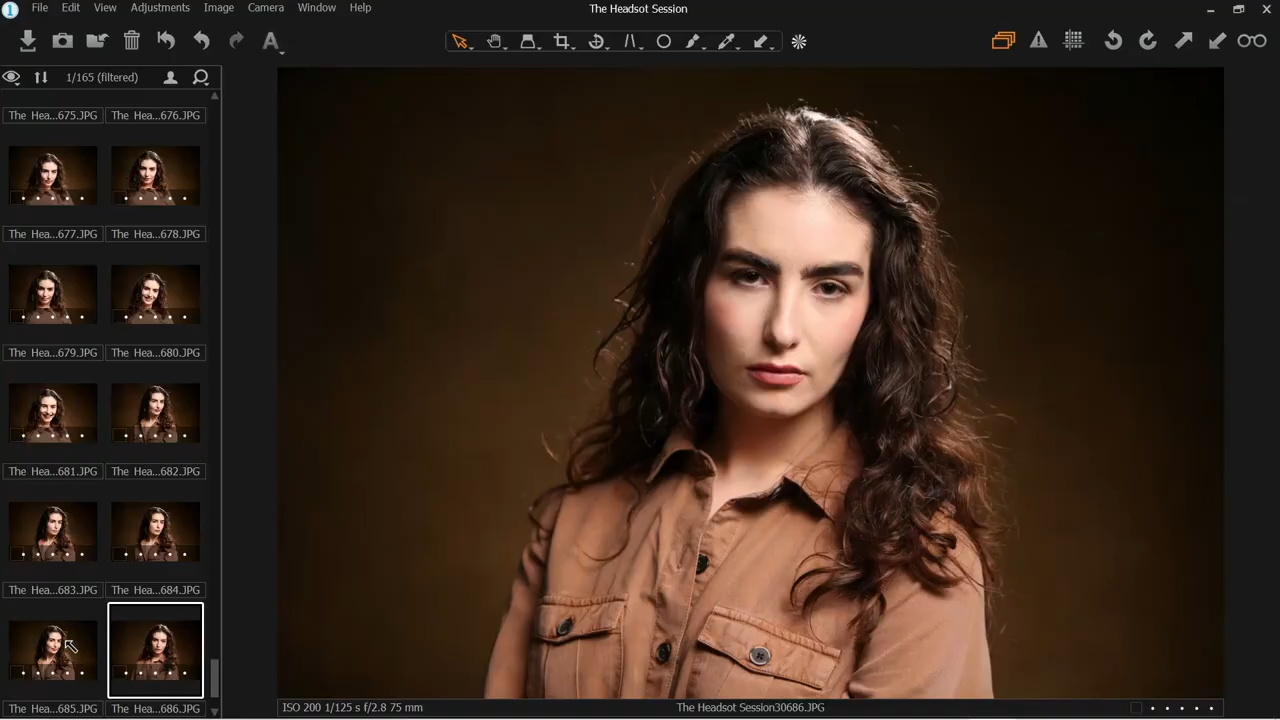 1
File Edit View Adjustments Image Camera Window Help
The Headsot Session
A
1/165 (filtered)
The Hea...675.JPG The Hea...676.JPG
The Hea...677.JPG The Hea...678.JPG
The Hea...679.JPG The Hea...680.JPG
The Hea...681.JPG The Hea...682.JPG
The Hea...683.JPG The Hea...684.JPG
The Hea...685.JPG The Hea...686.JPG
ISO 200 1/125 s f/2.8 75 mm
The Headsot Session30686.JPG